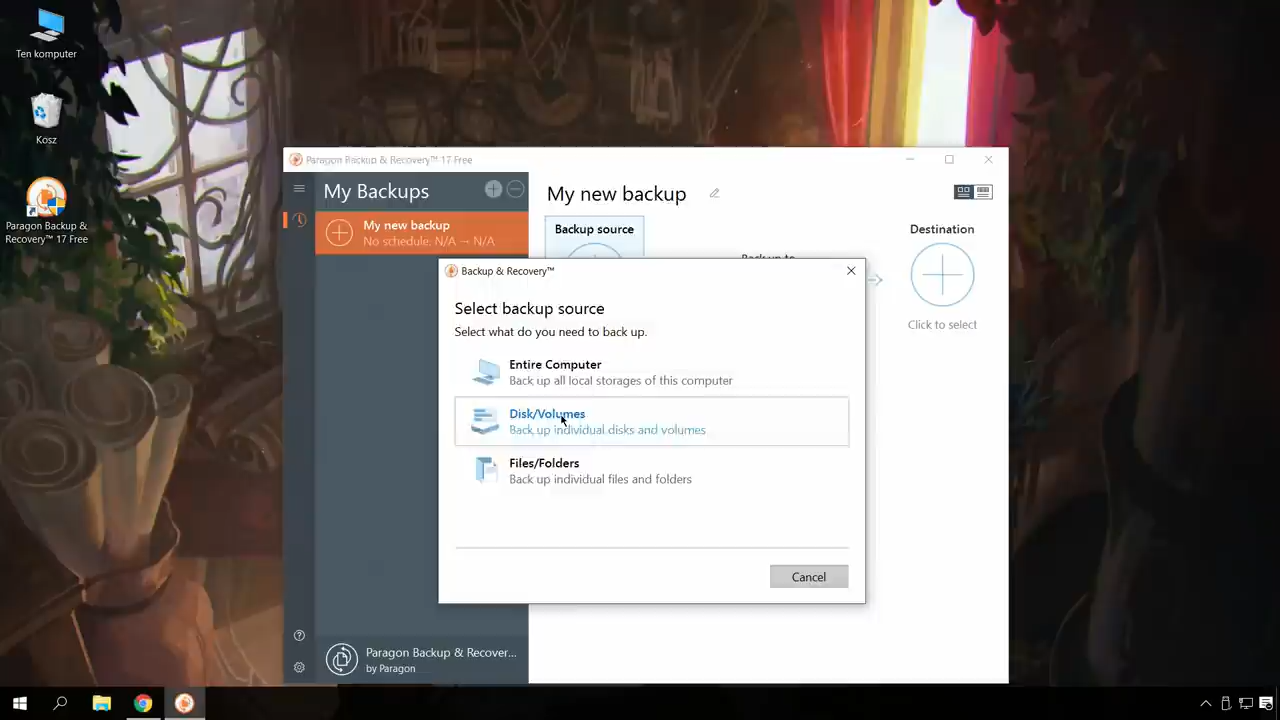 Ten komputer
Kosz
Paragon Backup &
Recovery™ 17 Free
Paragon Backup & Recovery™ 17 Free
My Backups
My new backup
No schedule. N/A → N/A
My new backup
Backup source
Back up to
Destination
Click to select
Backup & Recovery™
Select backup source
Select what do you need to back up.
Entire Computer
Back up all local storages of this computer
Disk/Volumes
Back up individual disks and volumes
Files/Folders
Back up individual files and folders
Cancel
Paragon Backup & Recover...
by Paragon